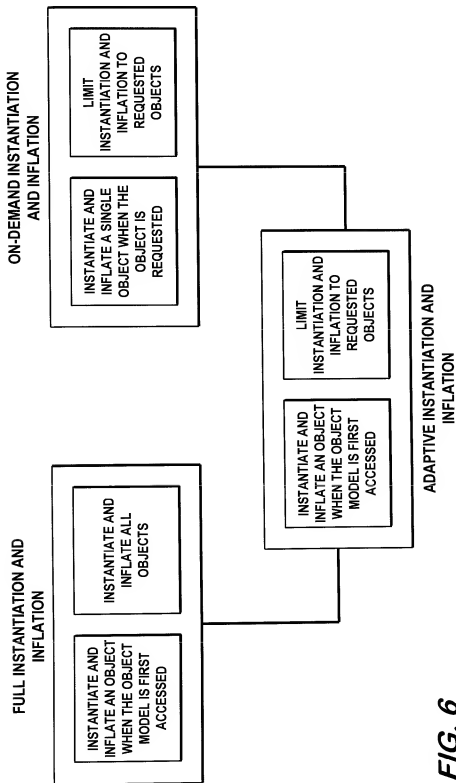 FULL INSTANTIATION AND
INFLATION
INSTANTIATE AND
INFLATE AN OBJECT
WHEN THE OBJECT
MODEL IS FIRST
ACCESSED
INSTANTIATE AND
INFLATE ALL
OBJECTS
ON-DEMAND INSTANTIATION
AND INFLATION
INSTANTIATE AND
INFLATE A SINGLE
OBJECT WHEN THE
OBJECT IS
REQUESTED
LIMIT
INSTANTIATION AND
INFLATION TO
REQUESTED
OBJECTS
INSTANTIATE AND
INFLATE AN OBJECT
WHEN THE OBJECT
MODEL IS FIRST
ACCESSED
LIMIT
INSTANTIATION AND
INFLATION TO
REQUESTED
OBJECTS
ADAPTIVE INSTANTIATION AND
INFLATION
FIG. 6